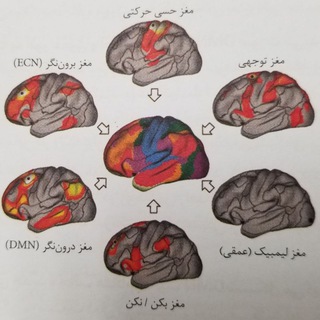 مغز حسی حرکتی
مغز توجهی
مغز برون‌نگر (ECN)
مغز لیمبیک (عمقی)
مغز درون‌نگر (DMN)
مغز بکن / نکن